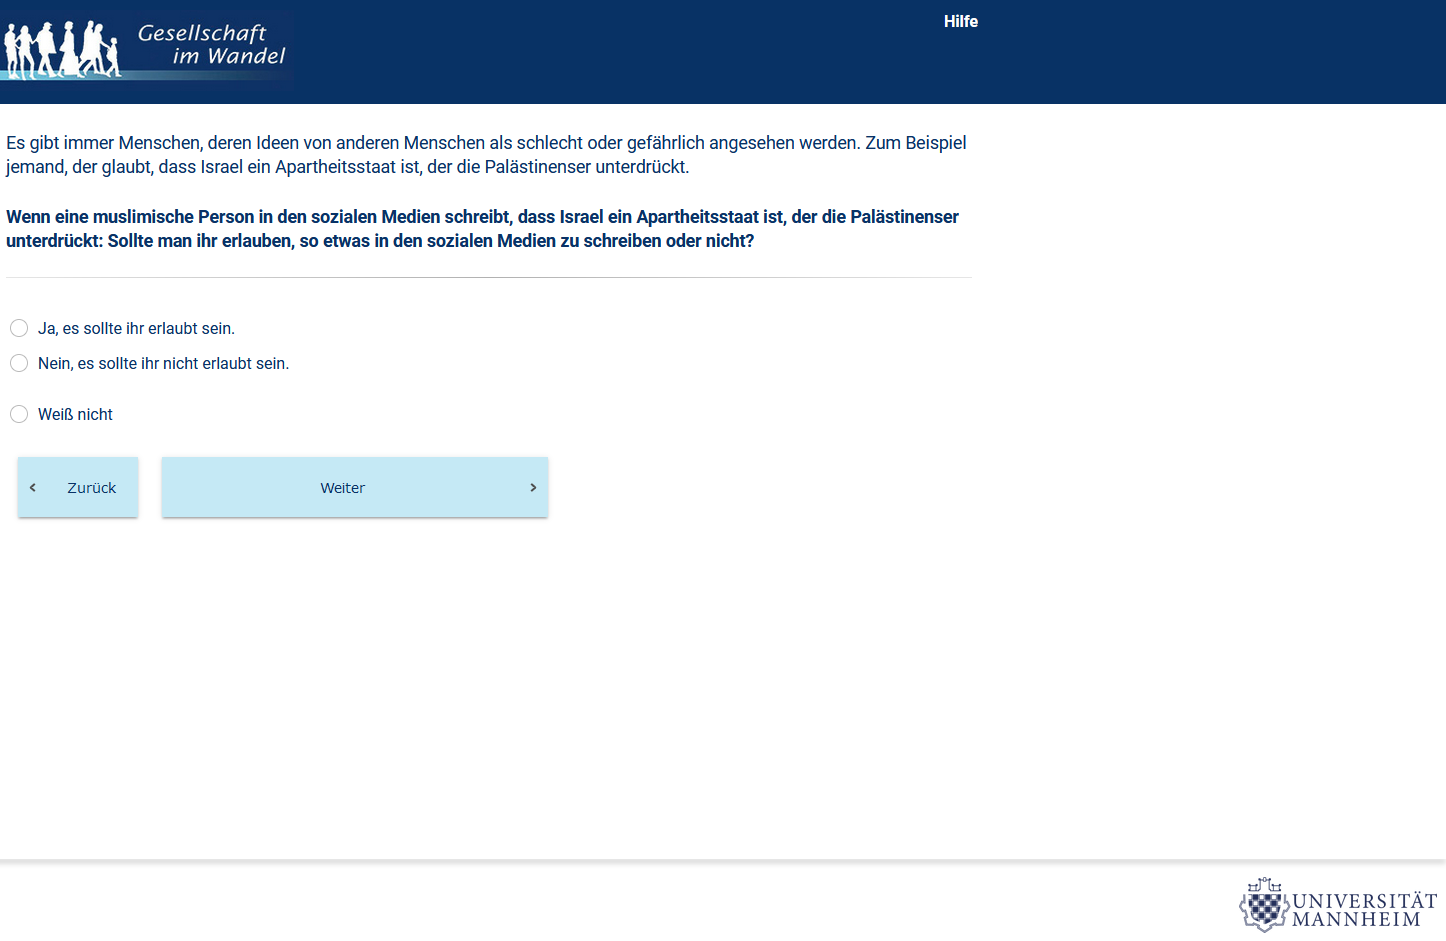 Gesellschaft
im Wandel
Hilfe
Es gibt immer Menschen, deren Ideen von anderen Menschen als schlecht oder gefährlich angesehen werden. Zum Beispiel
jemand, der glaubt, dass Israel ein Apartheitsstaat ist, der die Palästinenser unterdrückt.
Wenn eine muslimische Person in den sozialen Medien schreibt, dass Israel ein Apartheitsstaat ist, der die Palästinenser
unterdrückt: Sollte man ihr erlauben, so etwas in den sozialen Medien zu schreiben oder nicht?
Ja, es sollte ihr erlaubt sein.
Nein, es sollte ihr nicht erlaubt sein.
Weiß nicht
Zurück
Weiter
UNIVERSITÄT
MANNHEIM